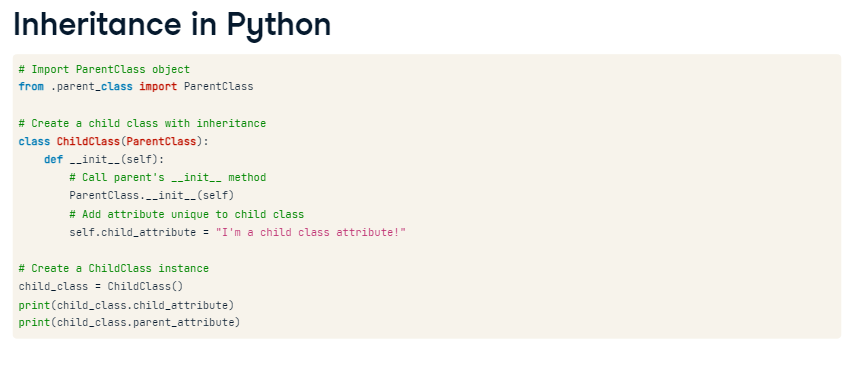 Inheritance in Python
# Import ParentClass object
from .parent_class import ParentClass
# Create a child class with inheritance
class ChildClass(ParentClass):
    def __init__(self):
        # Call parent's __init__ method
        ParentClass.__init__(self)
        # Add attribute unique to child class
        self.child_attribute = "I'm a child class attribute!"
# Create a ChildClass instance
child_class = ChildClass()
print(child_class.child_attribute)
print(child_class.parent_attribute)